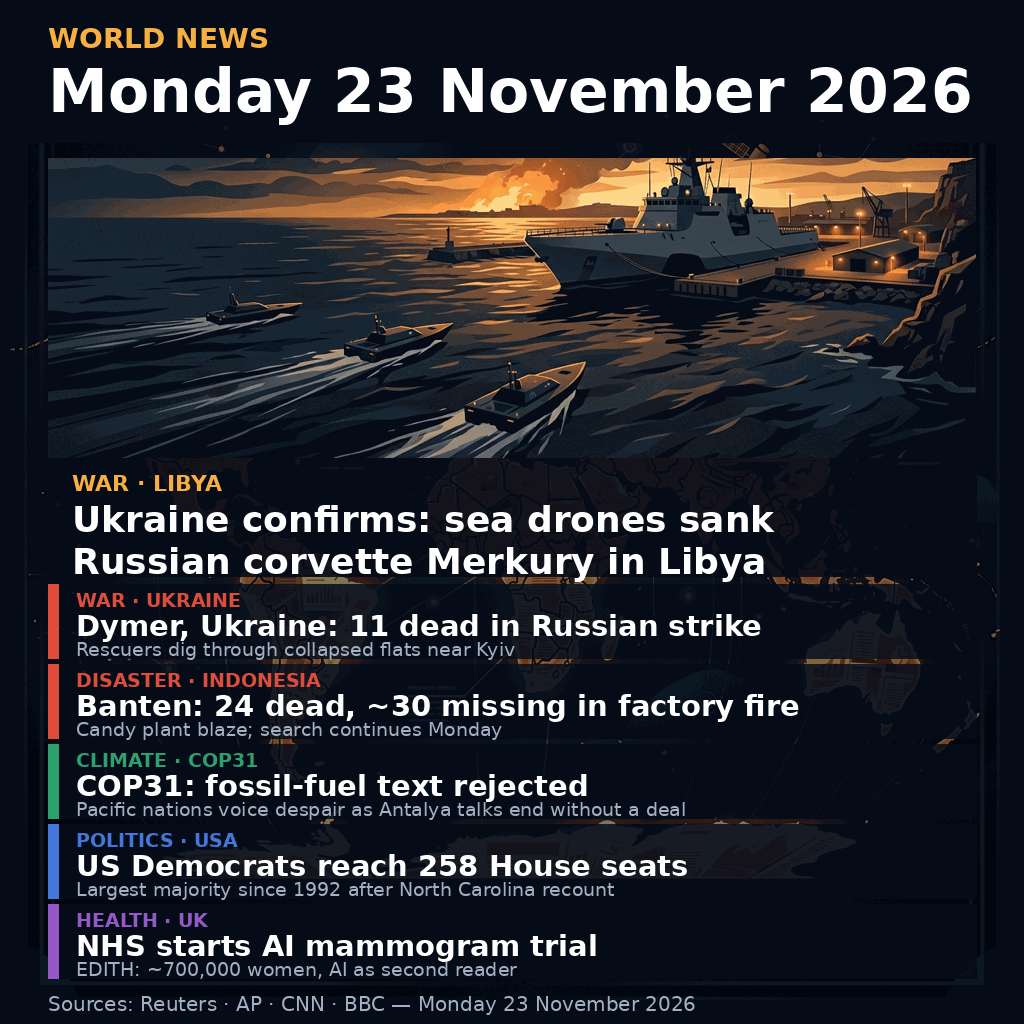 WORLD NEWS
Monday 23 November 2026
WAR · LIBYA
Ukraine confirms: sea drones sank
Russian corvette Merkury in Libya
WAR · UKRAINE
Dymer, Ukraine: 11 dead in Russian strike
Rescuers dig through collapsed flats near Kyiv
DISASTER · INDONESIA
Banten: 24 dead, ~30 missing in factory fire
Candy plant blaze; search continues Monday
CLIMATE · COP31
COP31: fossil-fuel text rejected
Pacific nations voice despair as Antalya talks end without a deal
POLITICS · USA
US Democrats reach 258 House seats
Largest majority since 1992 after North Carolina recount
HEALTH · UK
NHS starts AI mammogram trial
EDITH: ~700,000 women, AI as second reader
Sources: Reuters · AP · CNN · BBC — Monday 23 November 2026